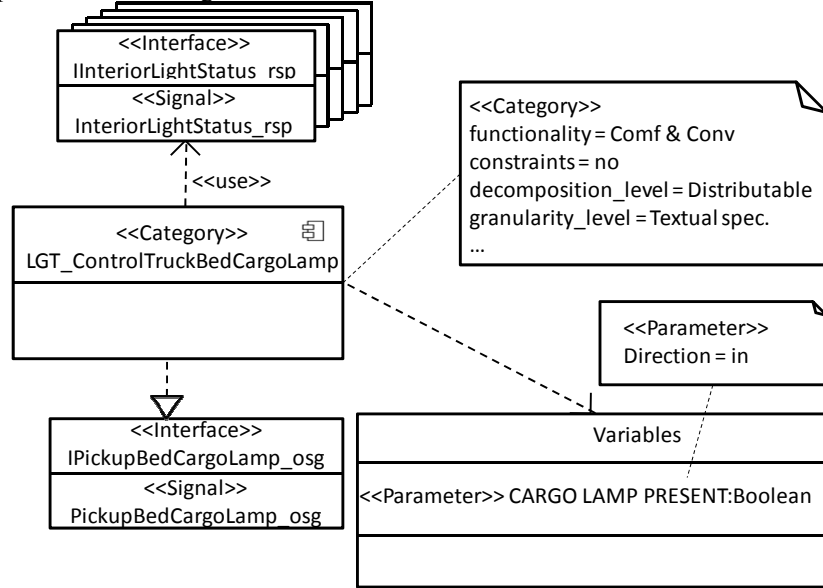 <<Interface>>
IInteriorLightStatus_rsp
<<Signal>>
InteriorLightStatus_rsp
<<use>>
<<Category>>
LGT_ControlTruckBedCargoLamp
<<Category>>
functionality = Comf & Conv
constraints = no
decomposition_level = Distributable
granularity_level = Textual spec.
...
<<Parameter>>
Direction = in
<<Interface>>
IPickupBedCargoLamp_osg
<<Signal>>
PickupBedCargoLamp_osg
Variables
<<Parameter>> CARGO LAMP PRESENT:Boolean